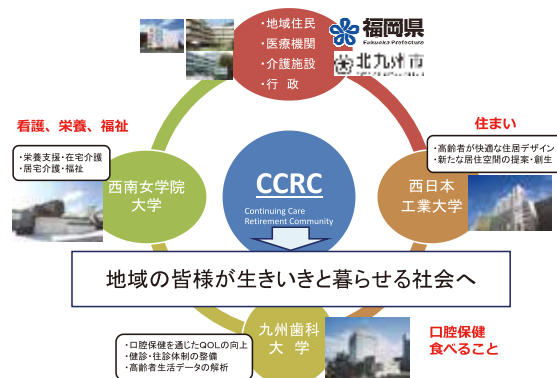 ・地域住民
・医療機関
・介護施設
・行 政
福岡県
Fukuoka Prefecture
北九州市
看護、栄養、福祉
・栄養支援・在宅介護
・居宅介護・福祉
西南女学院
大学
CCRC
Continuing Care
Retirement Community
住まい
・高齢者が快適な住居デザイン
・新たな居住空間の提案・創生
西日本
工業大学
地域の皆様が生きいきと暮らせる社会へ
・口腔保健を通じたQOLの向上
・健診・往診体制の整備
・高齢者生活データの解析
九州歯科
大 学
口腔保健
食べること